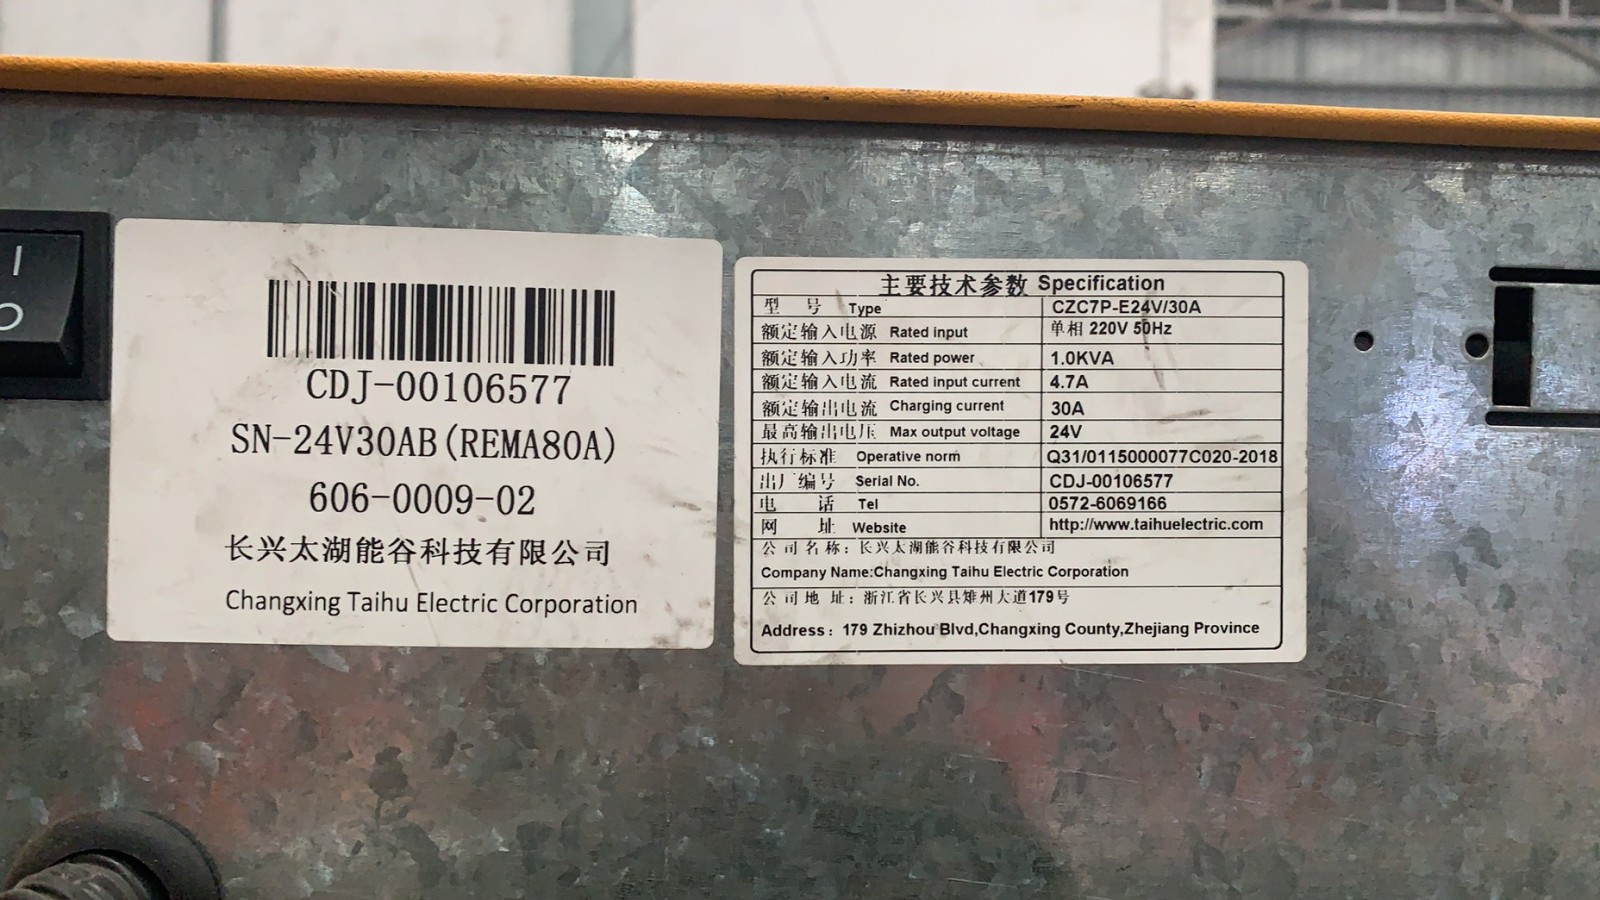 I
O
CDJ-00106577
SN-24V30AB(REMA80A)
606-0009-02
长兴太湖能谷科技有限公司
Changxing Taihu Electric Corporation
主要技术参数 Specification
型 号 Type CZC7P-E24V/30A
额定输入电源 Rated input 单相 220V 50Hz
额定输入功率 Rated power 1.0KVA
额定输入电流 Rated input current 4.7A
额定输出电流 Charging current 30A
最高输出电压 Max output voltage 24V
执行标准 Operative norm Q31/0115000077C020-2018
出厂编号 Serial No. CDJ-00106577
电 话 Tel 0572-6069166
网 址 Website http://www.taihuelectric.com
公司名称：长兴太湖能谷科技有限公司
Company Name:Changxing Taihu Electric Corporation
公司地 址：浙江省长兴县雉州大道179号
Address：179 Zhizhou Blvd,Changxing County,Zhejiang Province